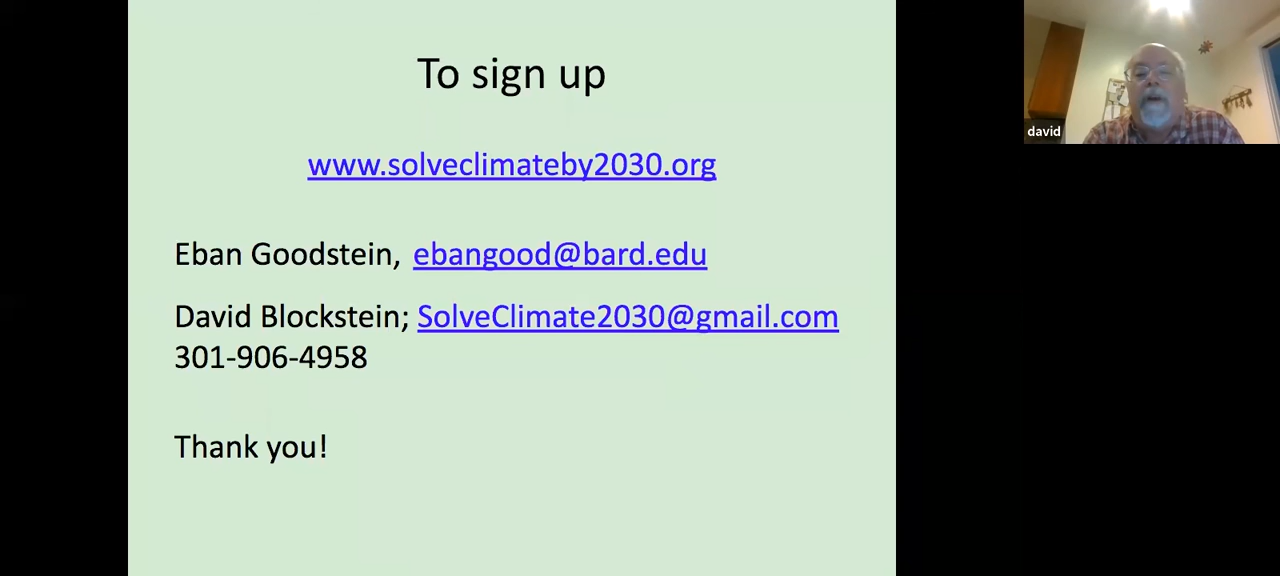 To sign up
www.solveclimateby2030.org
Eban Goodstein, ebangood@bard.edu
David Blockstein; SolveClimate2030@gmail.com
301-906-4958
Thank you!
david